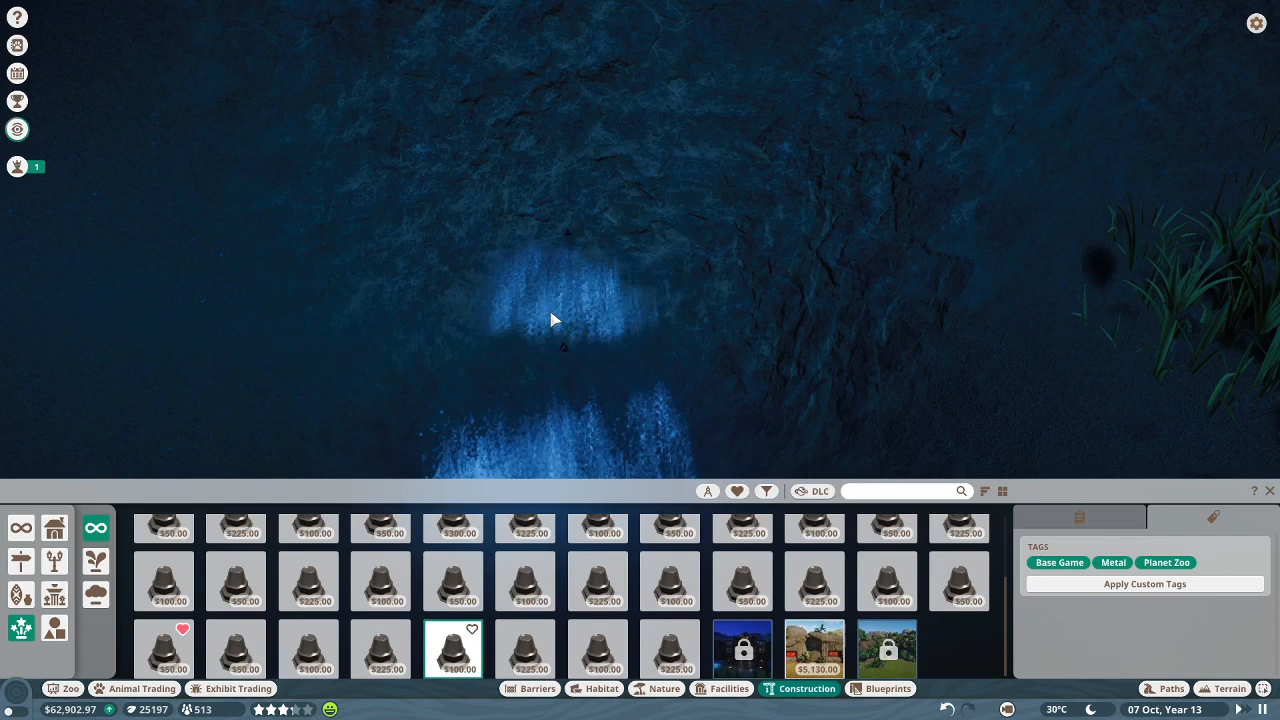 1
DLC
$50.00 $225.00 $100.00 $50.00 $300.00 $225.00 $100.00 $50.00 $225.00 $100.00 $50.00 $225.00
$100.00 $50.00 $225.00 $100.00 $50.00 $100.00 $225.00 $100.00 $50.00 $225.00 $100.00 $50.00
$50.00 $50.00 $100.00 $225.00 $100.00 $225.00 $100.00 $225.00 $5,130.00
TAGS
Base Game Metal Planet Zoo
Apply Custom Tags
Zoo Animal Trading Exhibit Trading Barriers Habitat Nature Facilities Construction Blueprints Paths Terrain
$62,902.97 25197 513 30°C 07 Oct, Year 13